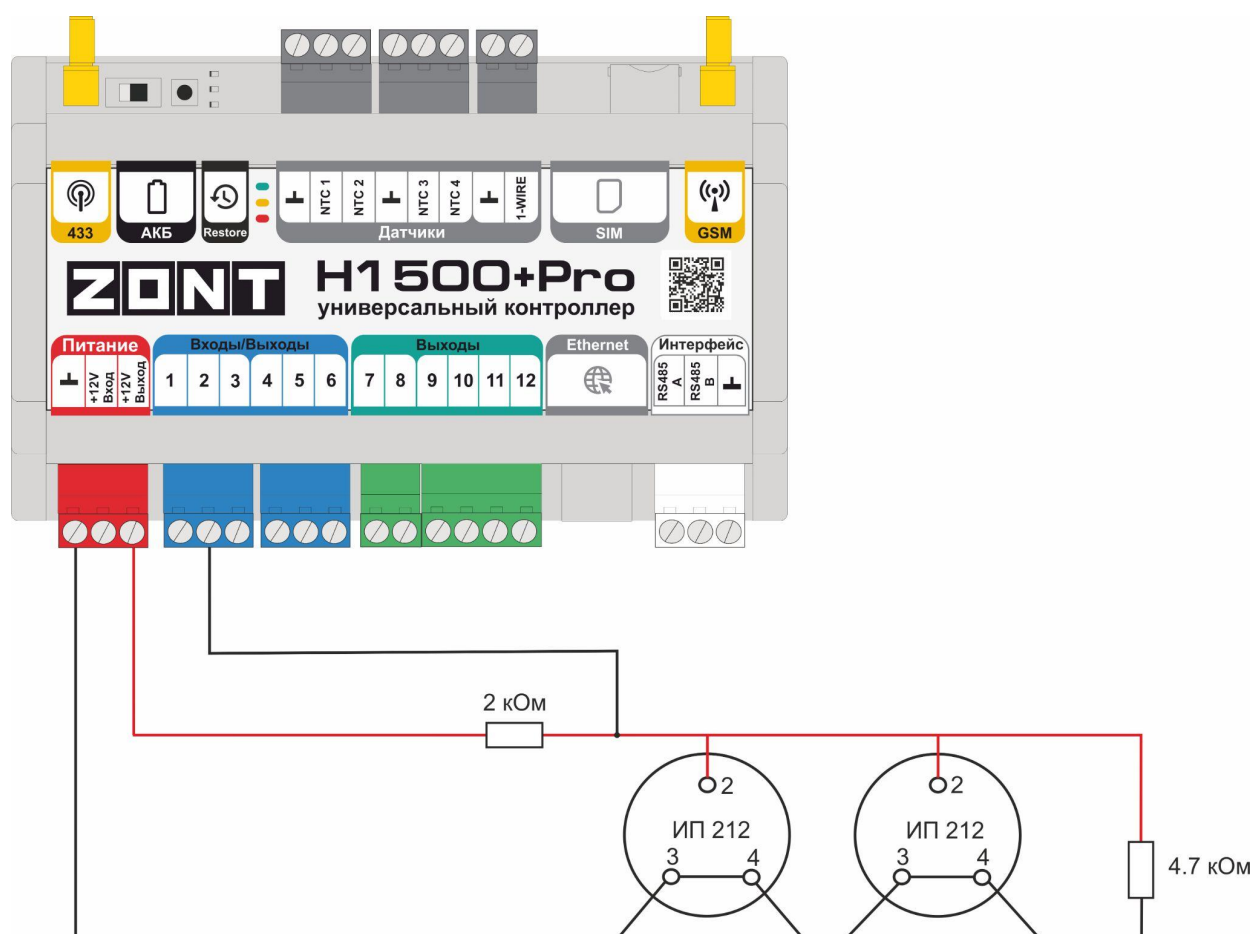 NTC 1
NTC 2
NTC 3
NTC 4
1-WIRE
433
АКБ
Restore
Датчики
SIM
GSM
ZONT
H1500+Pro
универсальный контроллер
Питание
Входы/Выходы
Выходы
Ethernet
Интерфейс
+12V Вход
+12V Выход
1 2 3 4 5 6
7 8 9 10 11 12
RS485 A
RS485 B
2 кОм
2
2
ИП 212
ИП 212
3 4
3 4
4.7 кОм